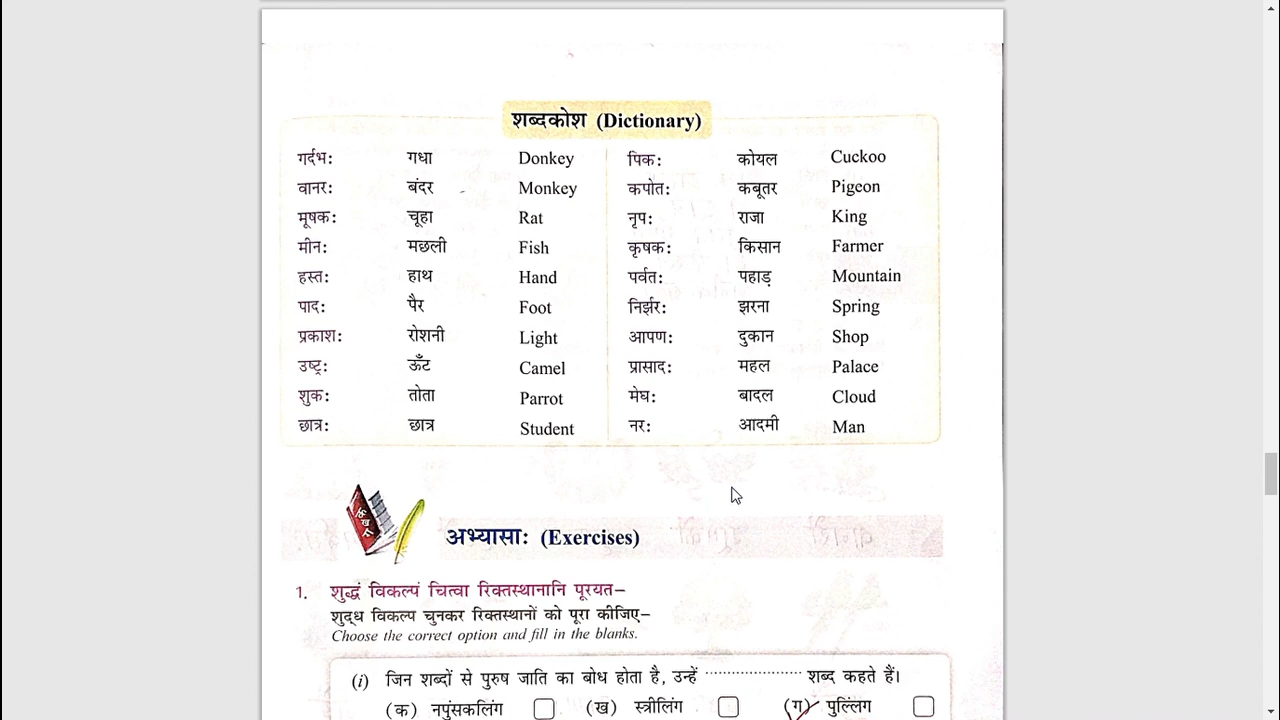 शब्दकोश (Dictionary)
गर्दभः गधा Donkey पिकः कोयल Cuckoo
वानरः बंदर Monkey कपोतः कबूतर Pigeon
मूषकः चूहा Rat नृपः राजा King
मीनः मछली Fish कृषकः किसान Farmer
हस्तः हाथ Hand पर्वतः पहाड़ Mountain
पादः पैर Foot निर्झरः झरना Spring
प्रकाशः रोशनी Light आपणः दुकान Shop
उष्ट्रः ऊँट Camel प्रासादः महल Palace
शुकः तोता Parrot मेघः बादल Cloud
छात्रः छात्र Student नरः आदमी Man
क ख ग
अभ्यासाः (Exercises)
1. शुद्धं विकल्पं चित्वा रिक्तस्थानानि पूरयत–
शुद्ध विकल्प चुनकर रिक्तस्थानों को पूरा कीजिए–
Choose the correct option and fill in the blanks.
(i) जिन शब्दों से पुरुष जाति का बोध होता है, उन्हें ..................... शब्द कहते हैं।
(क) नपुंसकलिंग (ख) स्त्रीलिंग (ग) पुल्लिंग